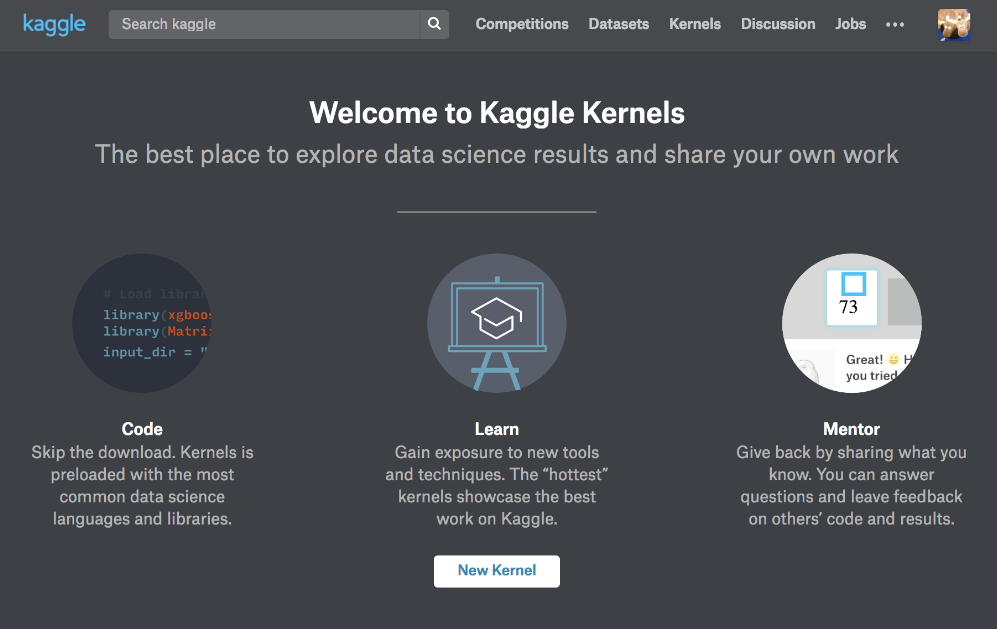 kaggle
Search kaggle
Competitions
Datasets
Kernels
Discussion
Jobs
Welcome to Kaggle Kernels
The best place to explore data science results and share your own work
# Load librar
library(xgboos
library(Matri
input_dir = "
73
Great! 😀 H
you tried
Code
Skip the download. Kernels is
preloaded with the most
common data science
languages and libraries.
Learn
Gain exposure to new tools
and techniques. The “hottest”
kernels showcase the best
work on Kaggle.
Mentor
Give back by sharing what you
know. You can answer
questions and leave feedback
on others’ code and results.
New Kernel